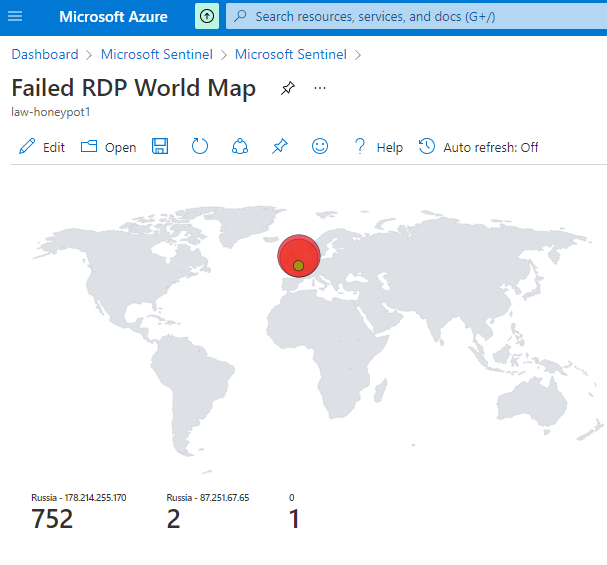 Microsoft Azure
Search resources, services, and docs (G+/)
Dashboard > Microsoft Sentinel > Microsoft Sentinel >
Failed RDP World Map ...
law-honeypot1
Edit Open ? Help Auto refresh: Off
Russia - 178.214.255.170 Russia - 87.251.67.65 0
752 2 1